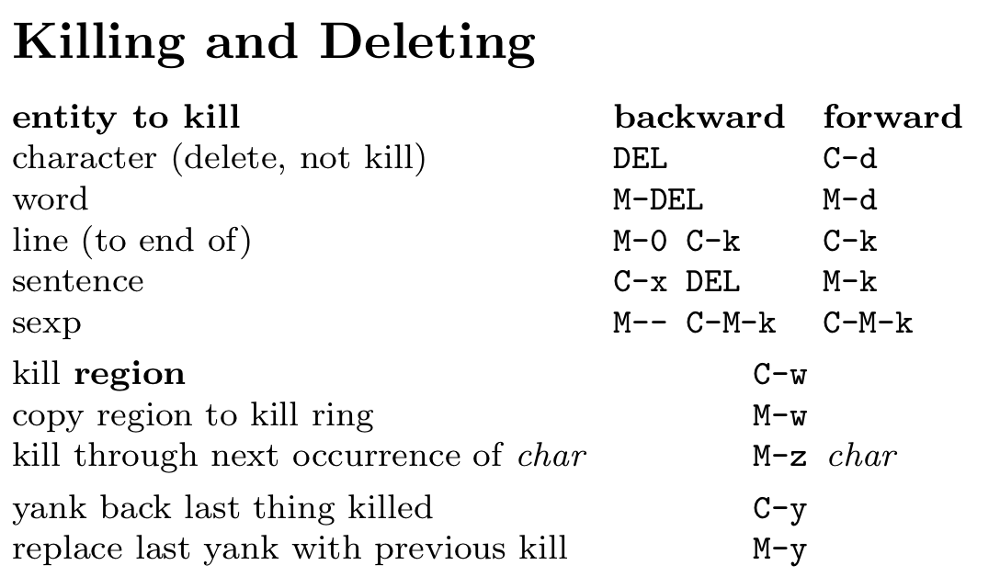 Killing and Deleting
entity to kill backward forward
character (delete, not kill) DEL C-d
word M-DEL M-d
line (to end of) M-0 C-k C-k
sentence C-x DEL M-k
sexp M-- C-M-k C-M-k
kill region C-w
copy region to kill ring M-w
kill through next occurrence of char M-z char
yank back last thing killed C-y
replace last yank with previous kill M-y